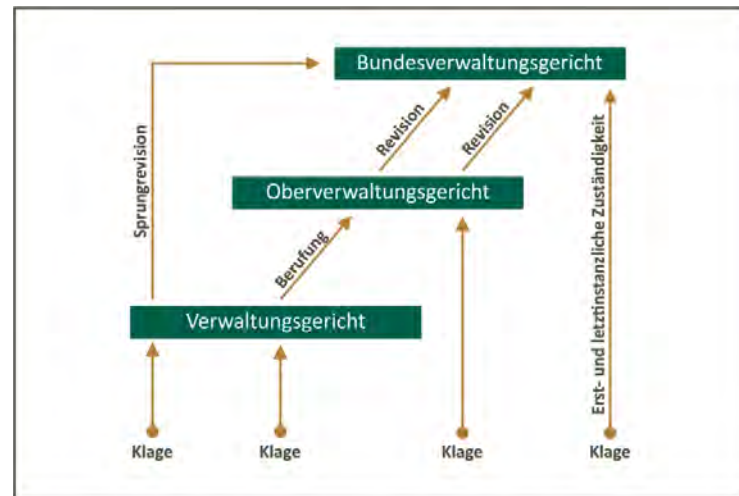 Bundesverwaltungsgericht
Sprungrevision
Revision
Revision
Erst- und letztinstanzliche Zuständigkeit
Oberverwaltungsgericht
Berufung
Verwaltungsgericht
Klage
Klage
Klage
Klage